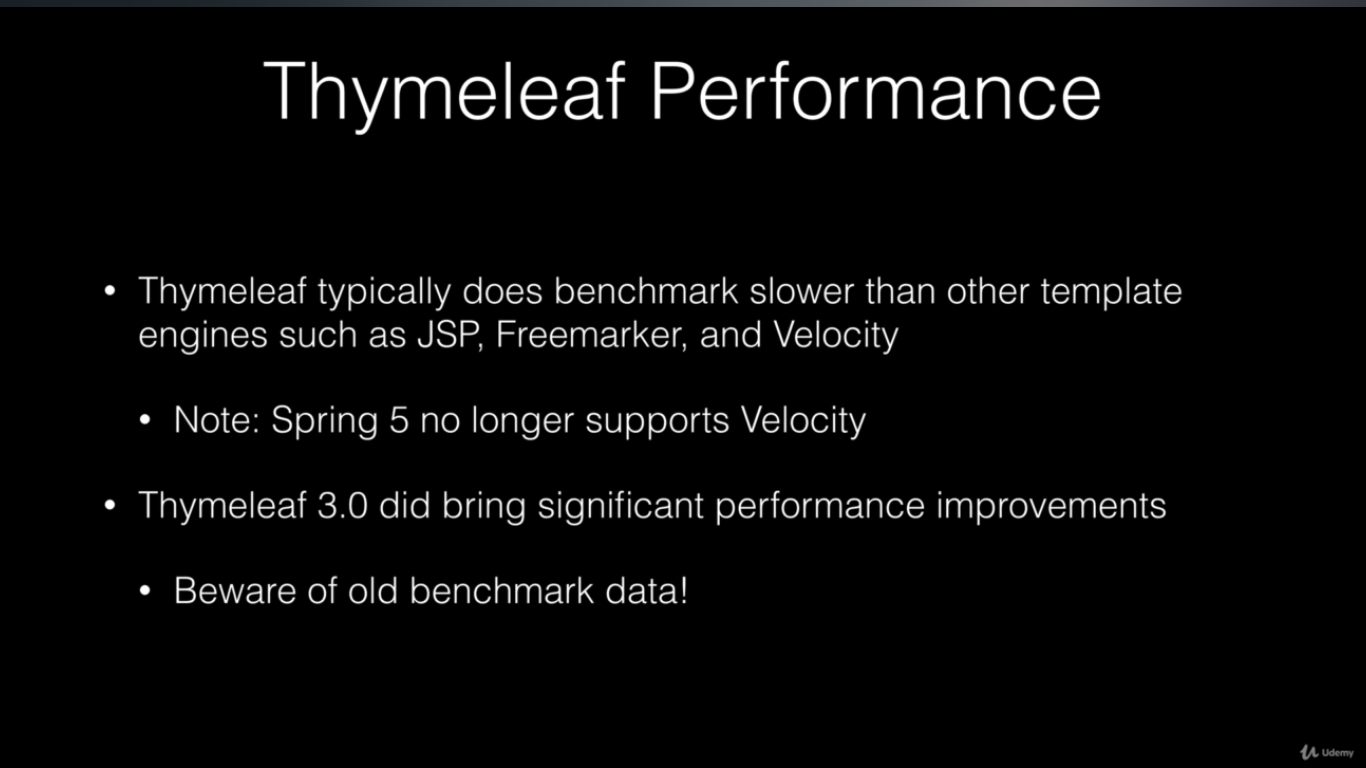 Thymeleaf Performance
• Thymeleaf typically does benchmark slower than other template
engines such as JSP, Freemarker, and Velocity
• Note: Spring 5 no longer supports Velocity
• Thymeleaf 3.0 did bring significant performance improvements
• Beware of old benchmark data!
Udemy